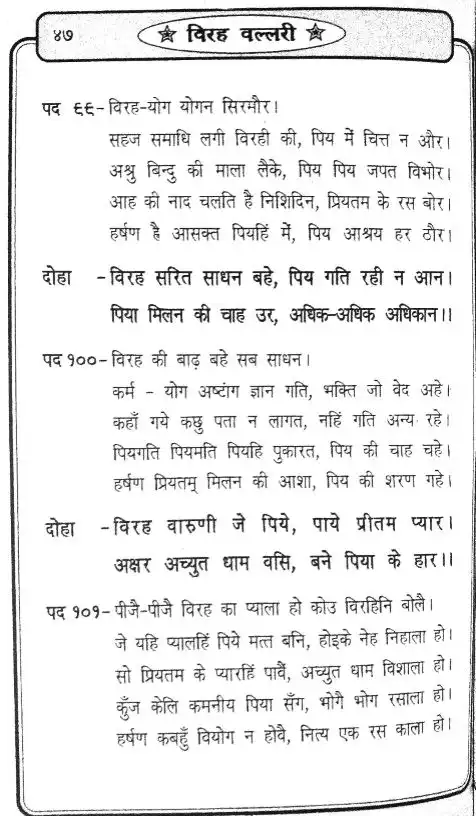 ४७
विरह वल्लरी
पद ९९- विरह-योग योगन सिरमौर।
सहज समाधि लगी विरही की, पिय में चित्त न और।
अश्रु बिन्दु की माला लैके, पिय पिय जपत विभोर।
आह की नाद चलति है निशिदिन, प्रियतम के रस बोर।
हर्षण है आसक्त पियहिं में, पिय आश्रय हर ठौर।
दोहा -विरह सरित साधन बहे, पिय गति रही न आन।
पिया मिलन की चाह उर, अधिक-अधिक अधिकान।।
पद १००- विरह की बाढ़ बहे सब साधन।
कर्म - योग अष्टांग ज्ञान गति, भक्ति जो वेद अहे।
कहाँ गये कछु पता न लागत, नहिं गति अन्य रहे।
पियगति पियमति पियहि पुकारत, पिय की चाह चहे।
हर्षण प्रियतम् मिलन की आशा, पिय की शरण गहे।
दोहा -विरह वारुणी जे पिये, पाये प्रीतम प्यार।
अक्षर अच्युत धाम वसि, बने पिया के हार।।
पद १०१- पीजै-पीजै विरह का प्याला हो कोउ विरहिनि बोलै।
जे यहि प्यालहिं पिये मत्त बनि, होइके नेह निहाला हो।
सो प्रियतम के प्यारहिं पावैं, अच्युत धाम विशाला हो।
कुँज केलि कमनीय पिया सँग, भोगै भोग रसाला हो।
हर्षण कबहुँ वियोग न होवै, नित्य एक रस काला हो।